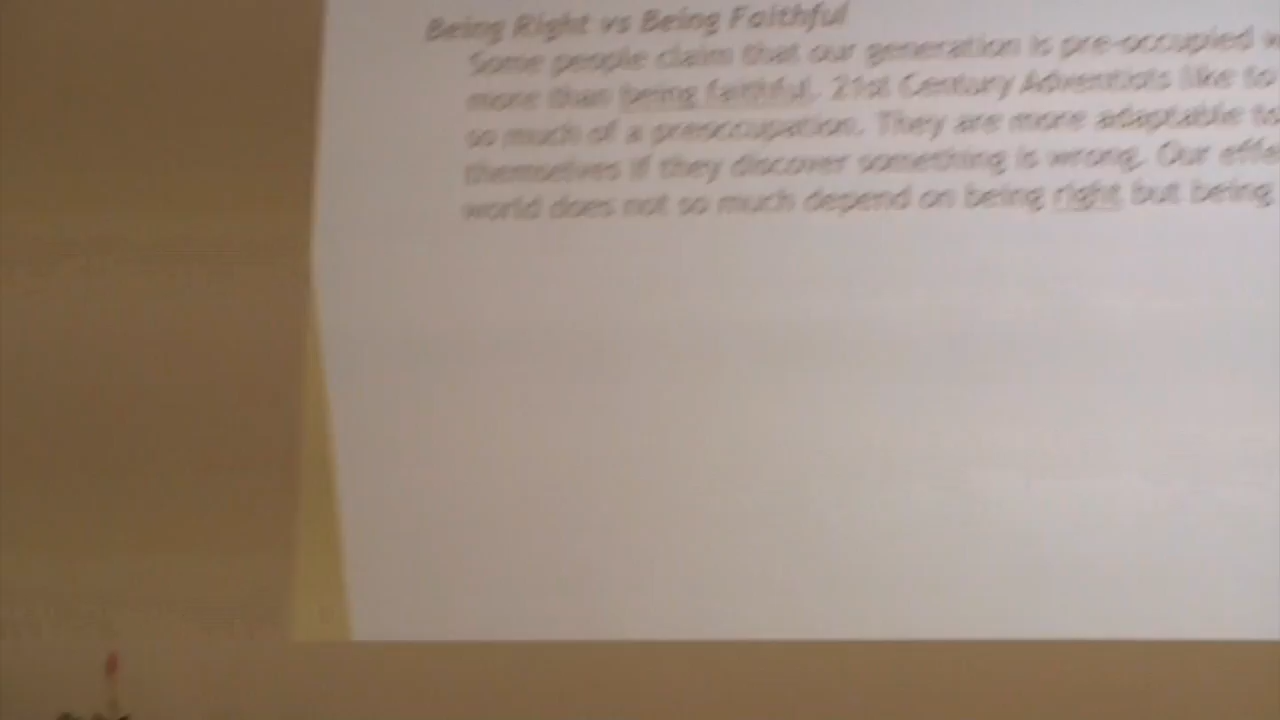 Being Right vs Being Faithful
Some people claim that our generation is pre-occupied
more than being faithful. 21st Century Adventists like to
so much of a preoccupation. They are more adaptable to
themselves if they discover something is wrong. Our
world does not so much depend on being right but being